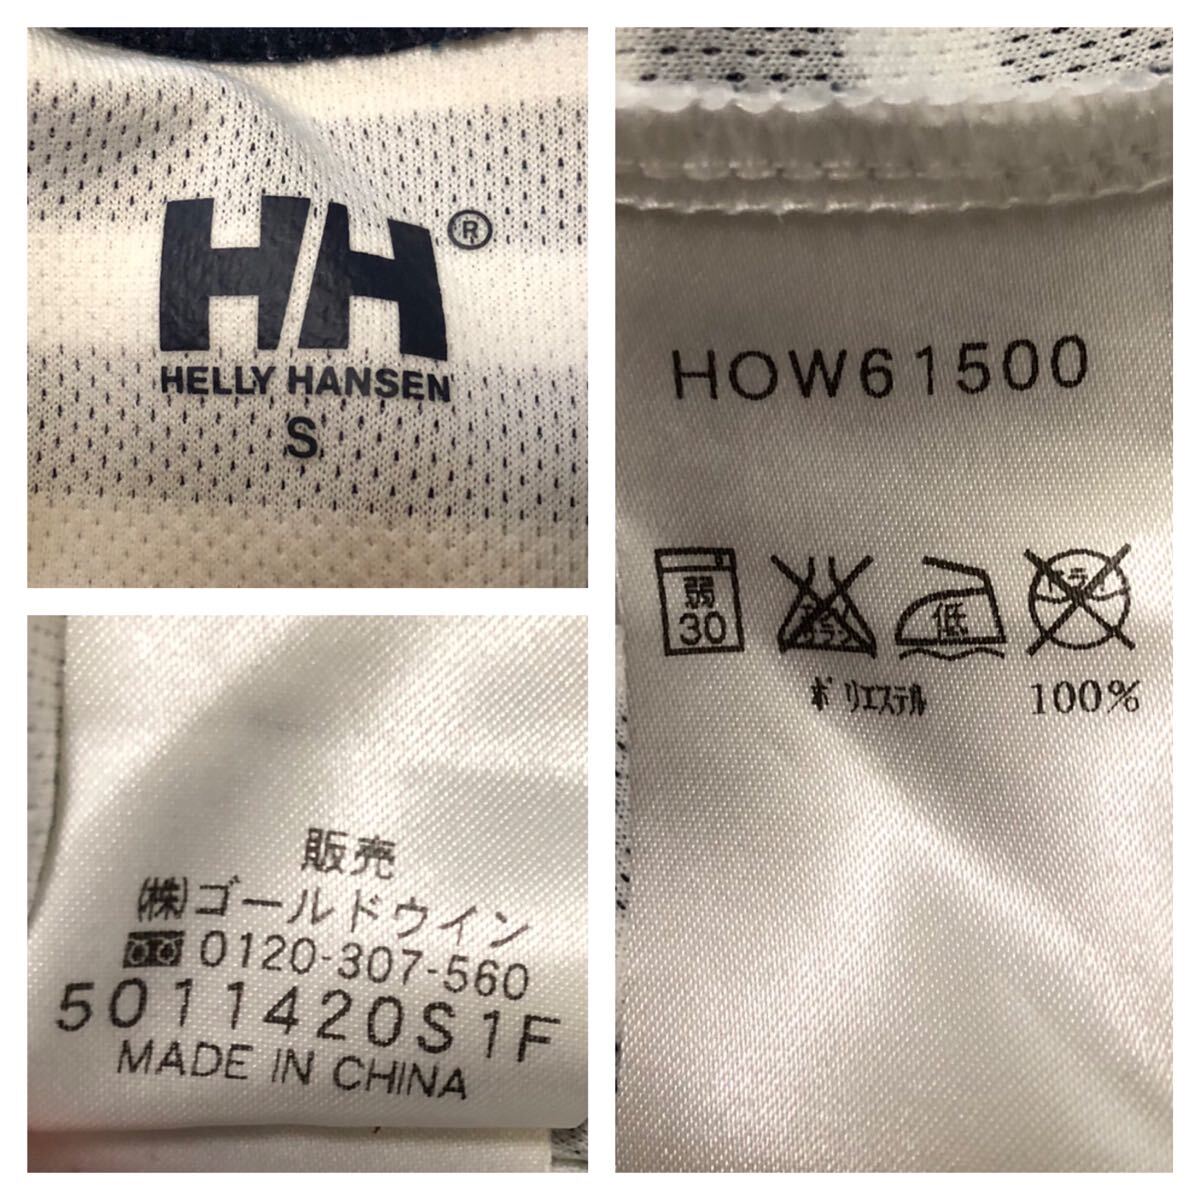 HH®
HELLY HANSEN
S
HOW61500
弱
30
低
ポリエステル 100%
販売
(株)ゴールドウイン
0120-307-560
5011420S1F
MADE IN CHINA